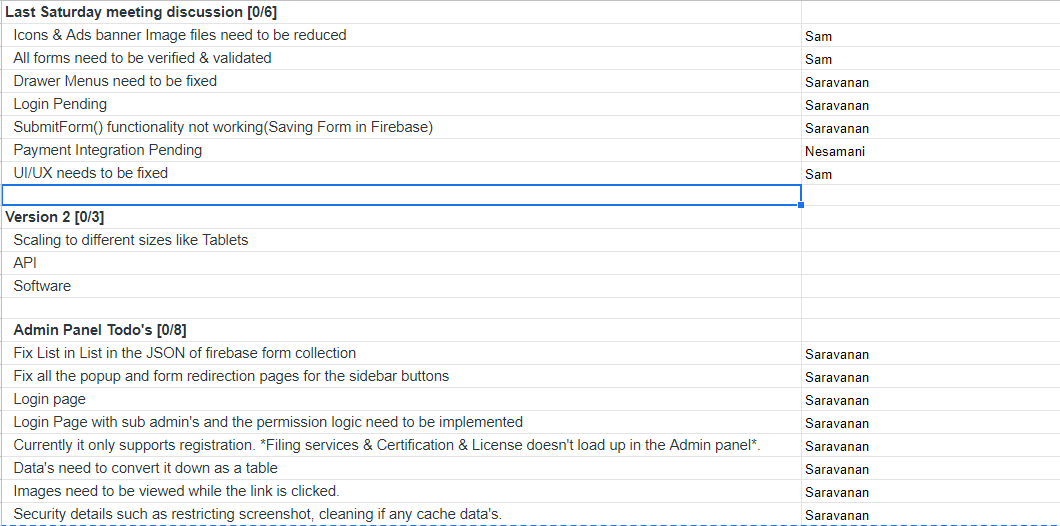 Last Saturday meeting discussion [0/6]
Icons & Ads banner Image files need to be reduced Sam
All forms need to be verified & validated Sam
Drawer Menus need to be fixed Saravanan
Login Pending Saravanan
SubmitForm() functionality not working(Saving Form in Firebase) Saravanan
Payment Integration Pending Nesamani
UI/UX needs to be fixed Sam
Version 2 [0/3]
Scaling to different sizes like Tablets
API
Software
Admin Panel Todo's [0/8]
Fix List in List in the JSON of firebase form collection Saravanan
Fix all the popup and form redirection pages for the sidebar buttons Saravanan
Login page Saravanan
Login Page with sub admin's and the permission logic need to be implemented Saravanan
Currently it only supports registration. *Filing services & Certification & License doesn't load up in the Admin panel*. Saravanan
Data's need to convert it down as a table Saravanan
Images need to be viewed while the link is clicked. Saravanan
Security details such as restricting screenshot, cleaning if any cache data's. Saravanan